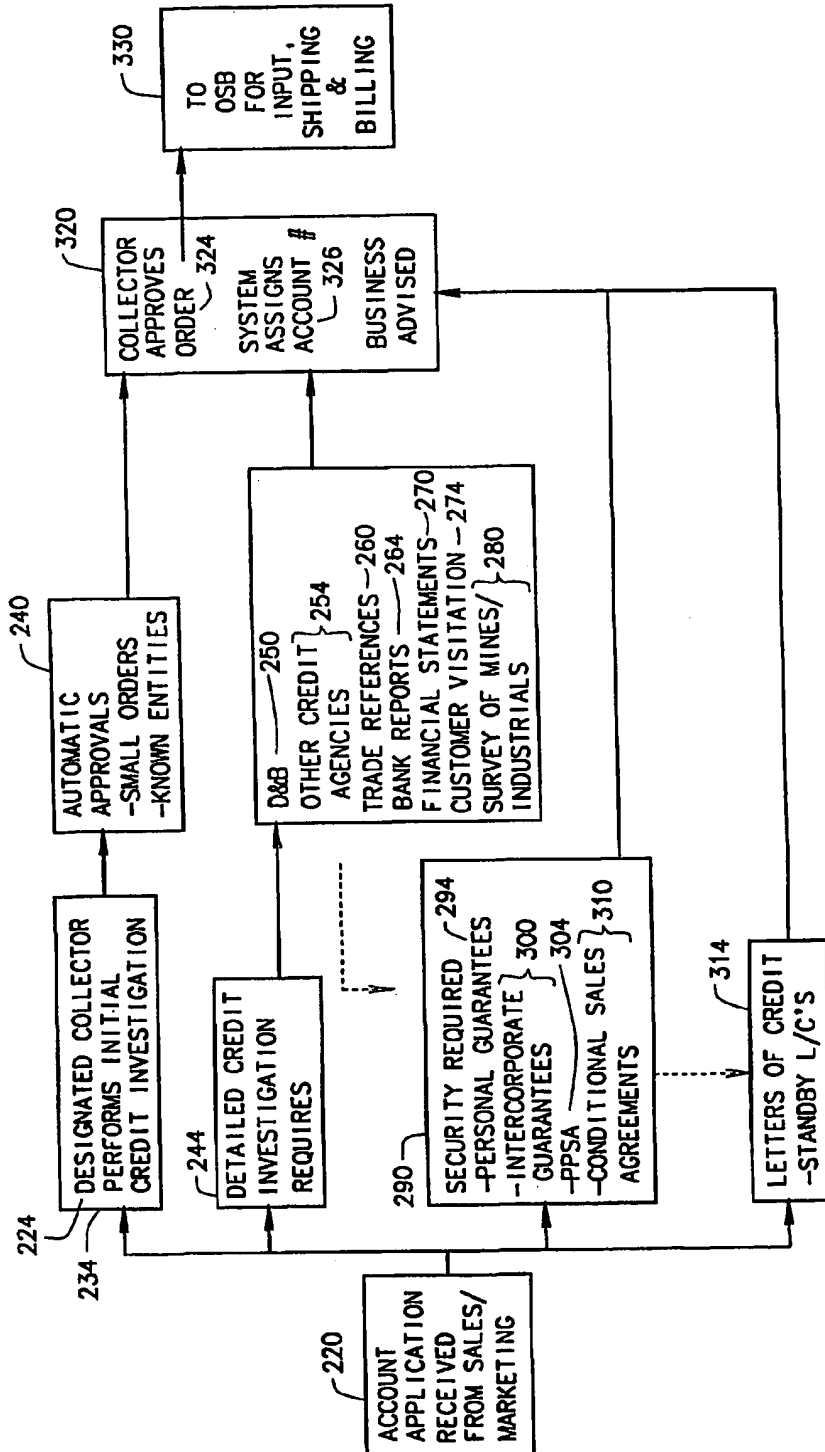 220
ACCOUNT
APPLICATION
RECEIVED
FROM SALES/
MARKETING
224
234
DESIGNATED COLLECTOR
PERFORMS INITIAL
CREDIT INVESTIGATION
240
AUTOMATIC
APPROVALS
-SMALL ORDERS
-KNOWN ENTITIES
244
DETAILED CREDIT
INVESTIGATION
REQUIRES
D&B 250
OTHER CREDIT } 254
AGENCIES
TRADE REFERENCES 260
BANK REPORTS 264
FINANCIAL STATEMENTS 270
CUSTOMER VISITATION 274
SURVEY OF MINES/ } 280
INDUSTRIALS
290
SECURITY REQUIRED 294
-PERSONAL GUARANTEES
-INTERCORPORATE } 300
GUARANTEES
-PPSA 304
-CONDITIONAL SALES } 310
AGREEMENTS
314
LETTERS OF CREDIT
-STANDBY L/C'S
320
COLLECTOR
APPROVES
ORDER 324
SYSTEM
ASSIGNS
ACCOUNT # 326
BUSINESS
ADVISED
330
TO
OSB
FOR
INPUT,
SHIPPING
&
BILLING